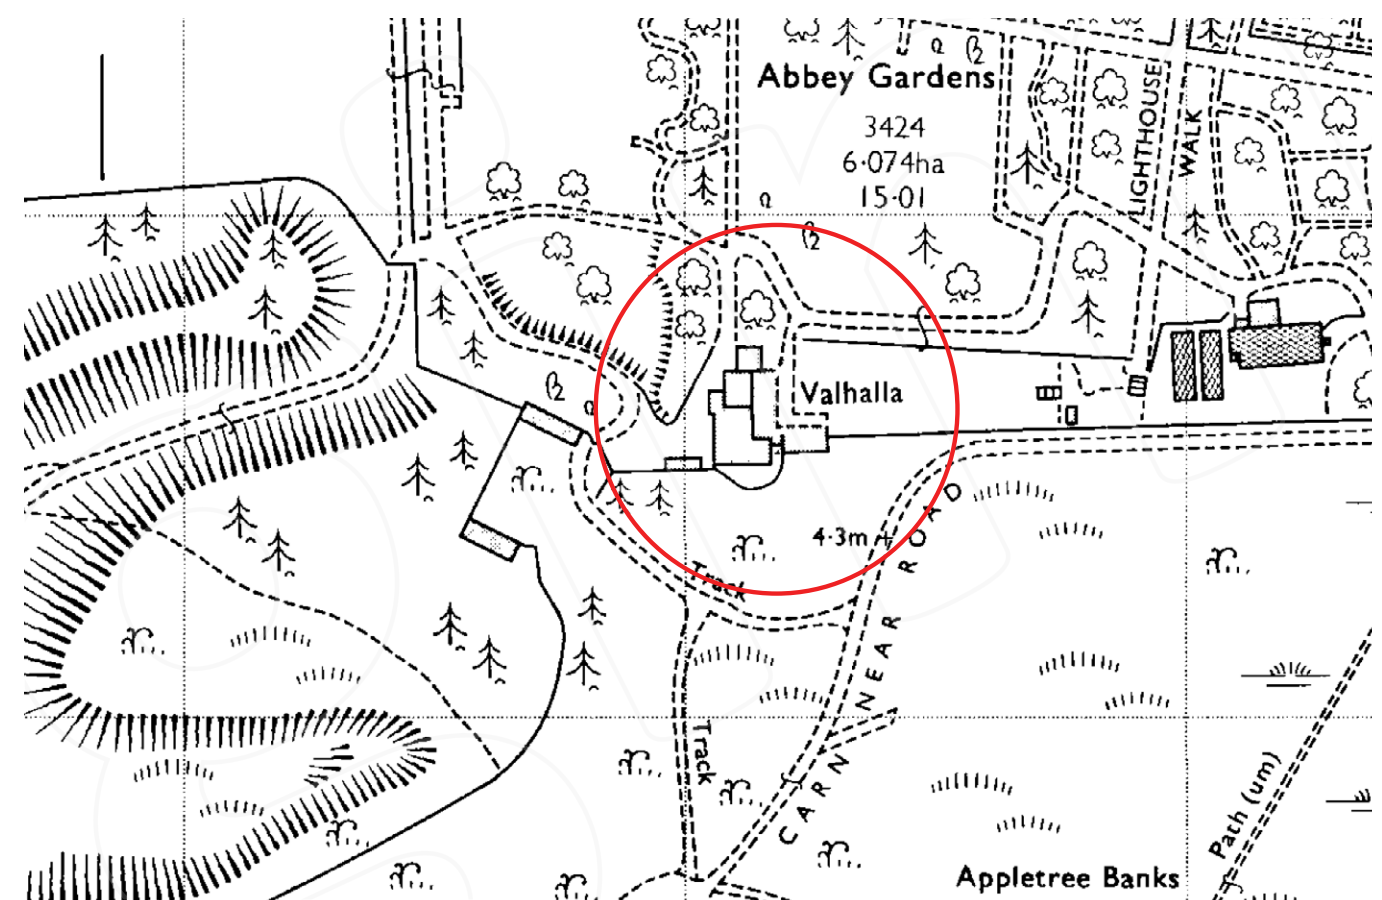 Abbey Gardens
3424
6·074ha
15·01
LIGHTHOUSE
WALK
Valhalla
4·3m
Track
CARN NEAR ROAD
Track
Path (um)
Appletree Banks